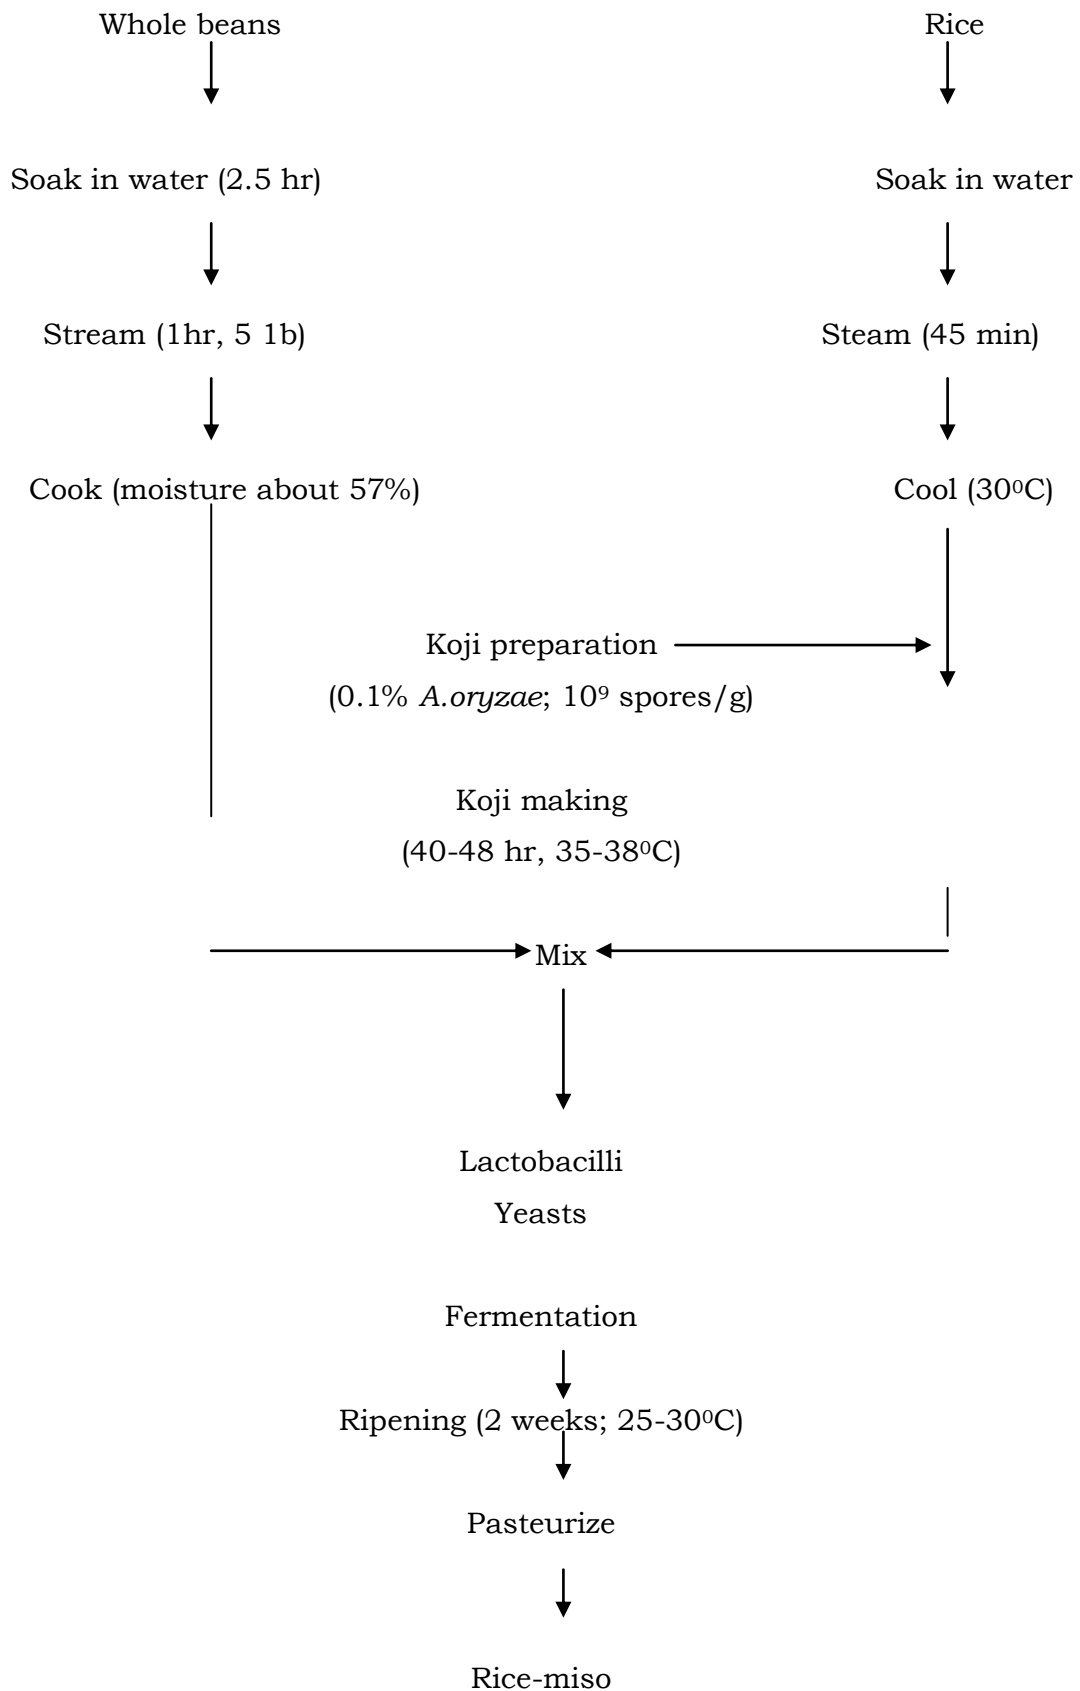 Whole beans
Rice
Soak in water (2.5 hr)
Soak in water
Stream (1hr, 5 1b)
Steam (45 min)
Cook (moisture about 57%)
Cool (30⁰C)
Koji preparation
(0.1% A.oryzae; 10⁹ spores/g)
Koji making
(40-48 hr, 35-38⁰C)
Mix
Lactobacilli
Yeasts
Fermentation
Ripening (2 weeks; 25-30⁰C)
Pasteurize
Rice-miso